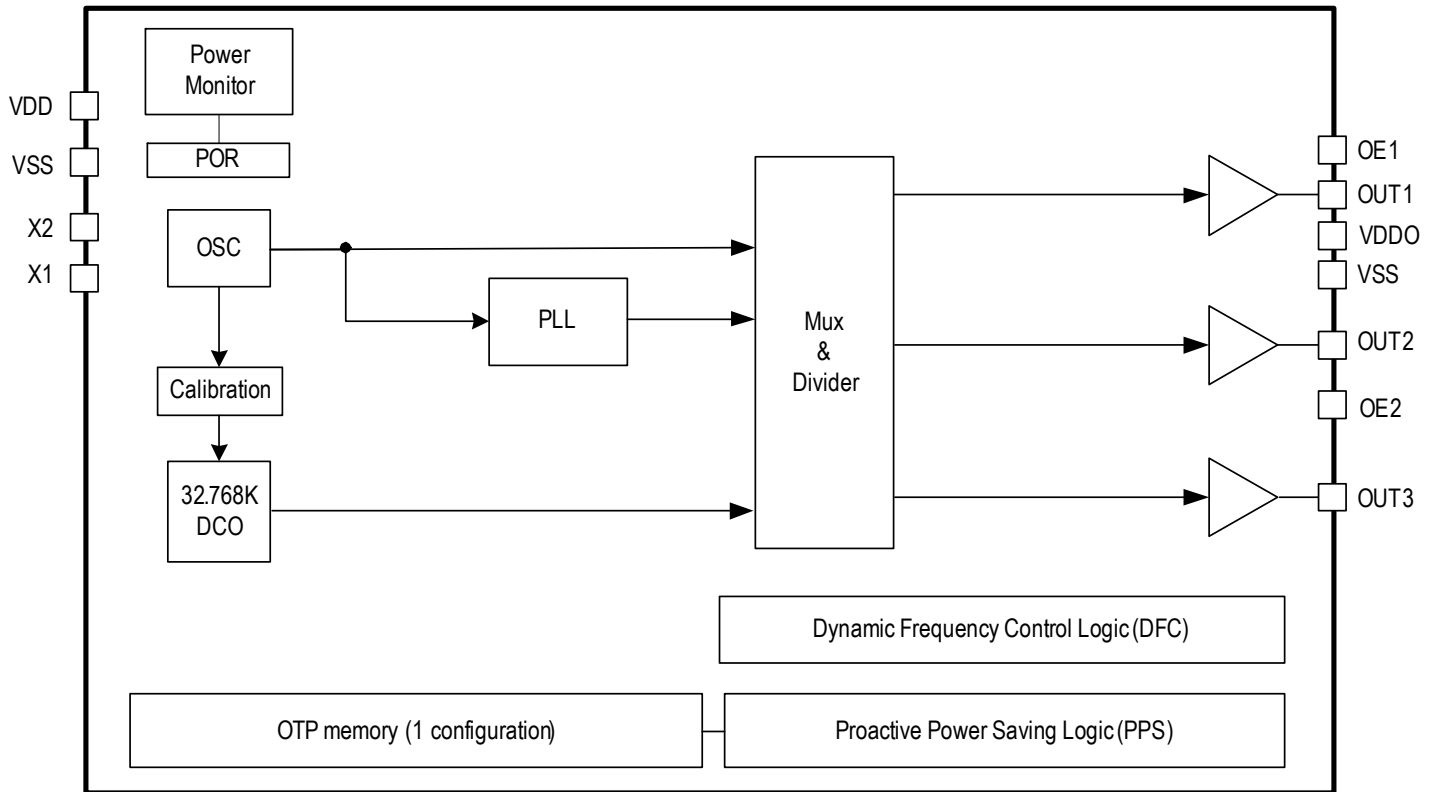 Power
Monitor
VDD
POR
VSS
OE1
OUT1
X2
OSC
VDDO
X1
VSS
PLL
Mux
&
Divider
OUT2
Calibration
OE2
32.768K
DCO
OUT3
Dynamic Frequency Control Logic (DFC)
OTP memory (1 configuration)
Proactive Power Saving Logic (PPS)